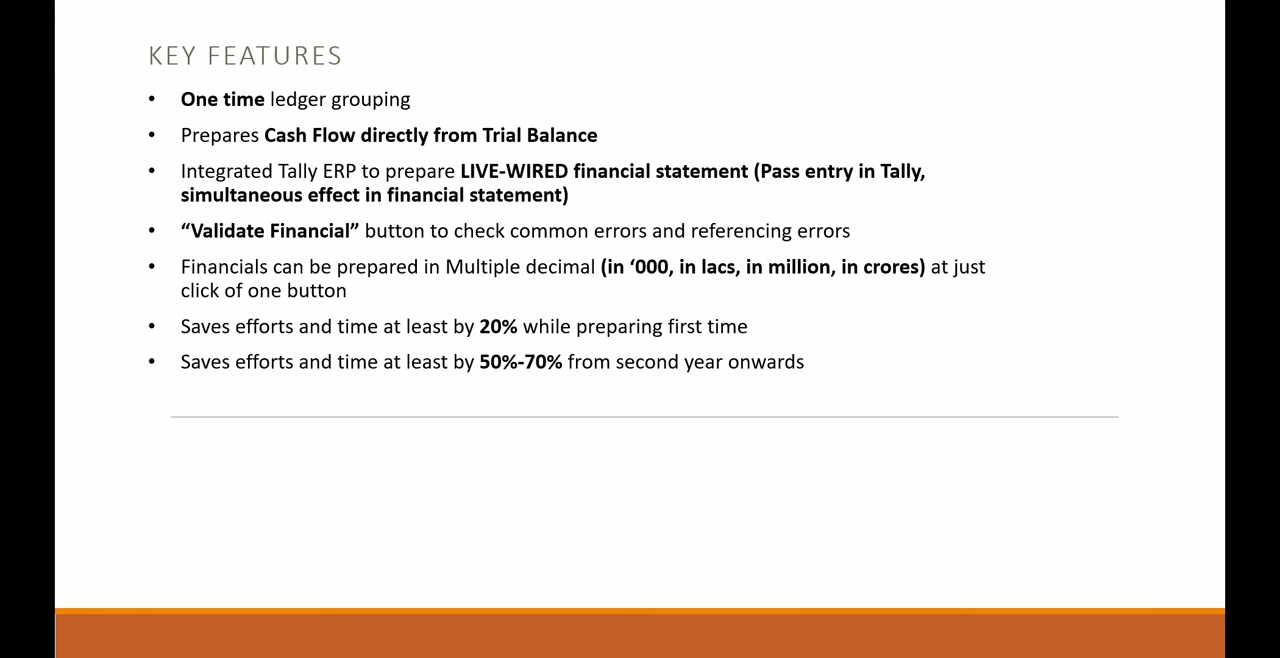 KEY FEATURES
• One time ledger grouping
• Prepares Cash Flow directly from Trial Balance
• Integrated Tally ERP to prepare LIVE-WIRED financial statement (Pass entry in Tally,
simultaneous effect in financial statement)
• “Validate Financial” button to check common errors and referencing errors
• Financials can be prepared in Multiple decimal (in ‘000, in lacs, in million, in crores) at just
click of one button
• Saves efforts and time at least by 20% while preparing first time
• Saves efforts and time at least by 50%-70% from second year onwards